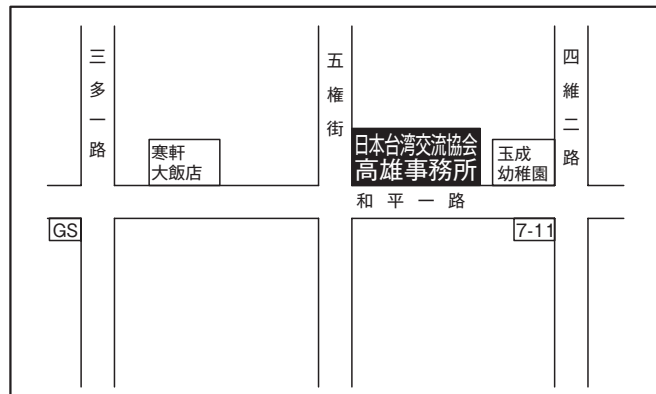 三多一路
五権街
四維二路
寒軒
大飯店
日本台湾交流協会
高雄事務所
玉成
幼稚園
和平一路
GS
7-11